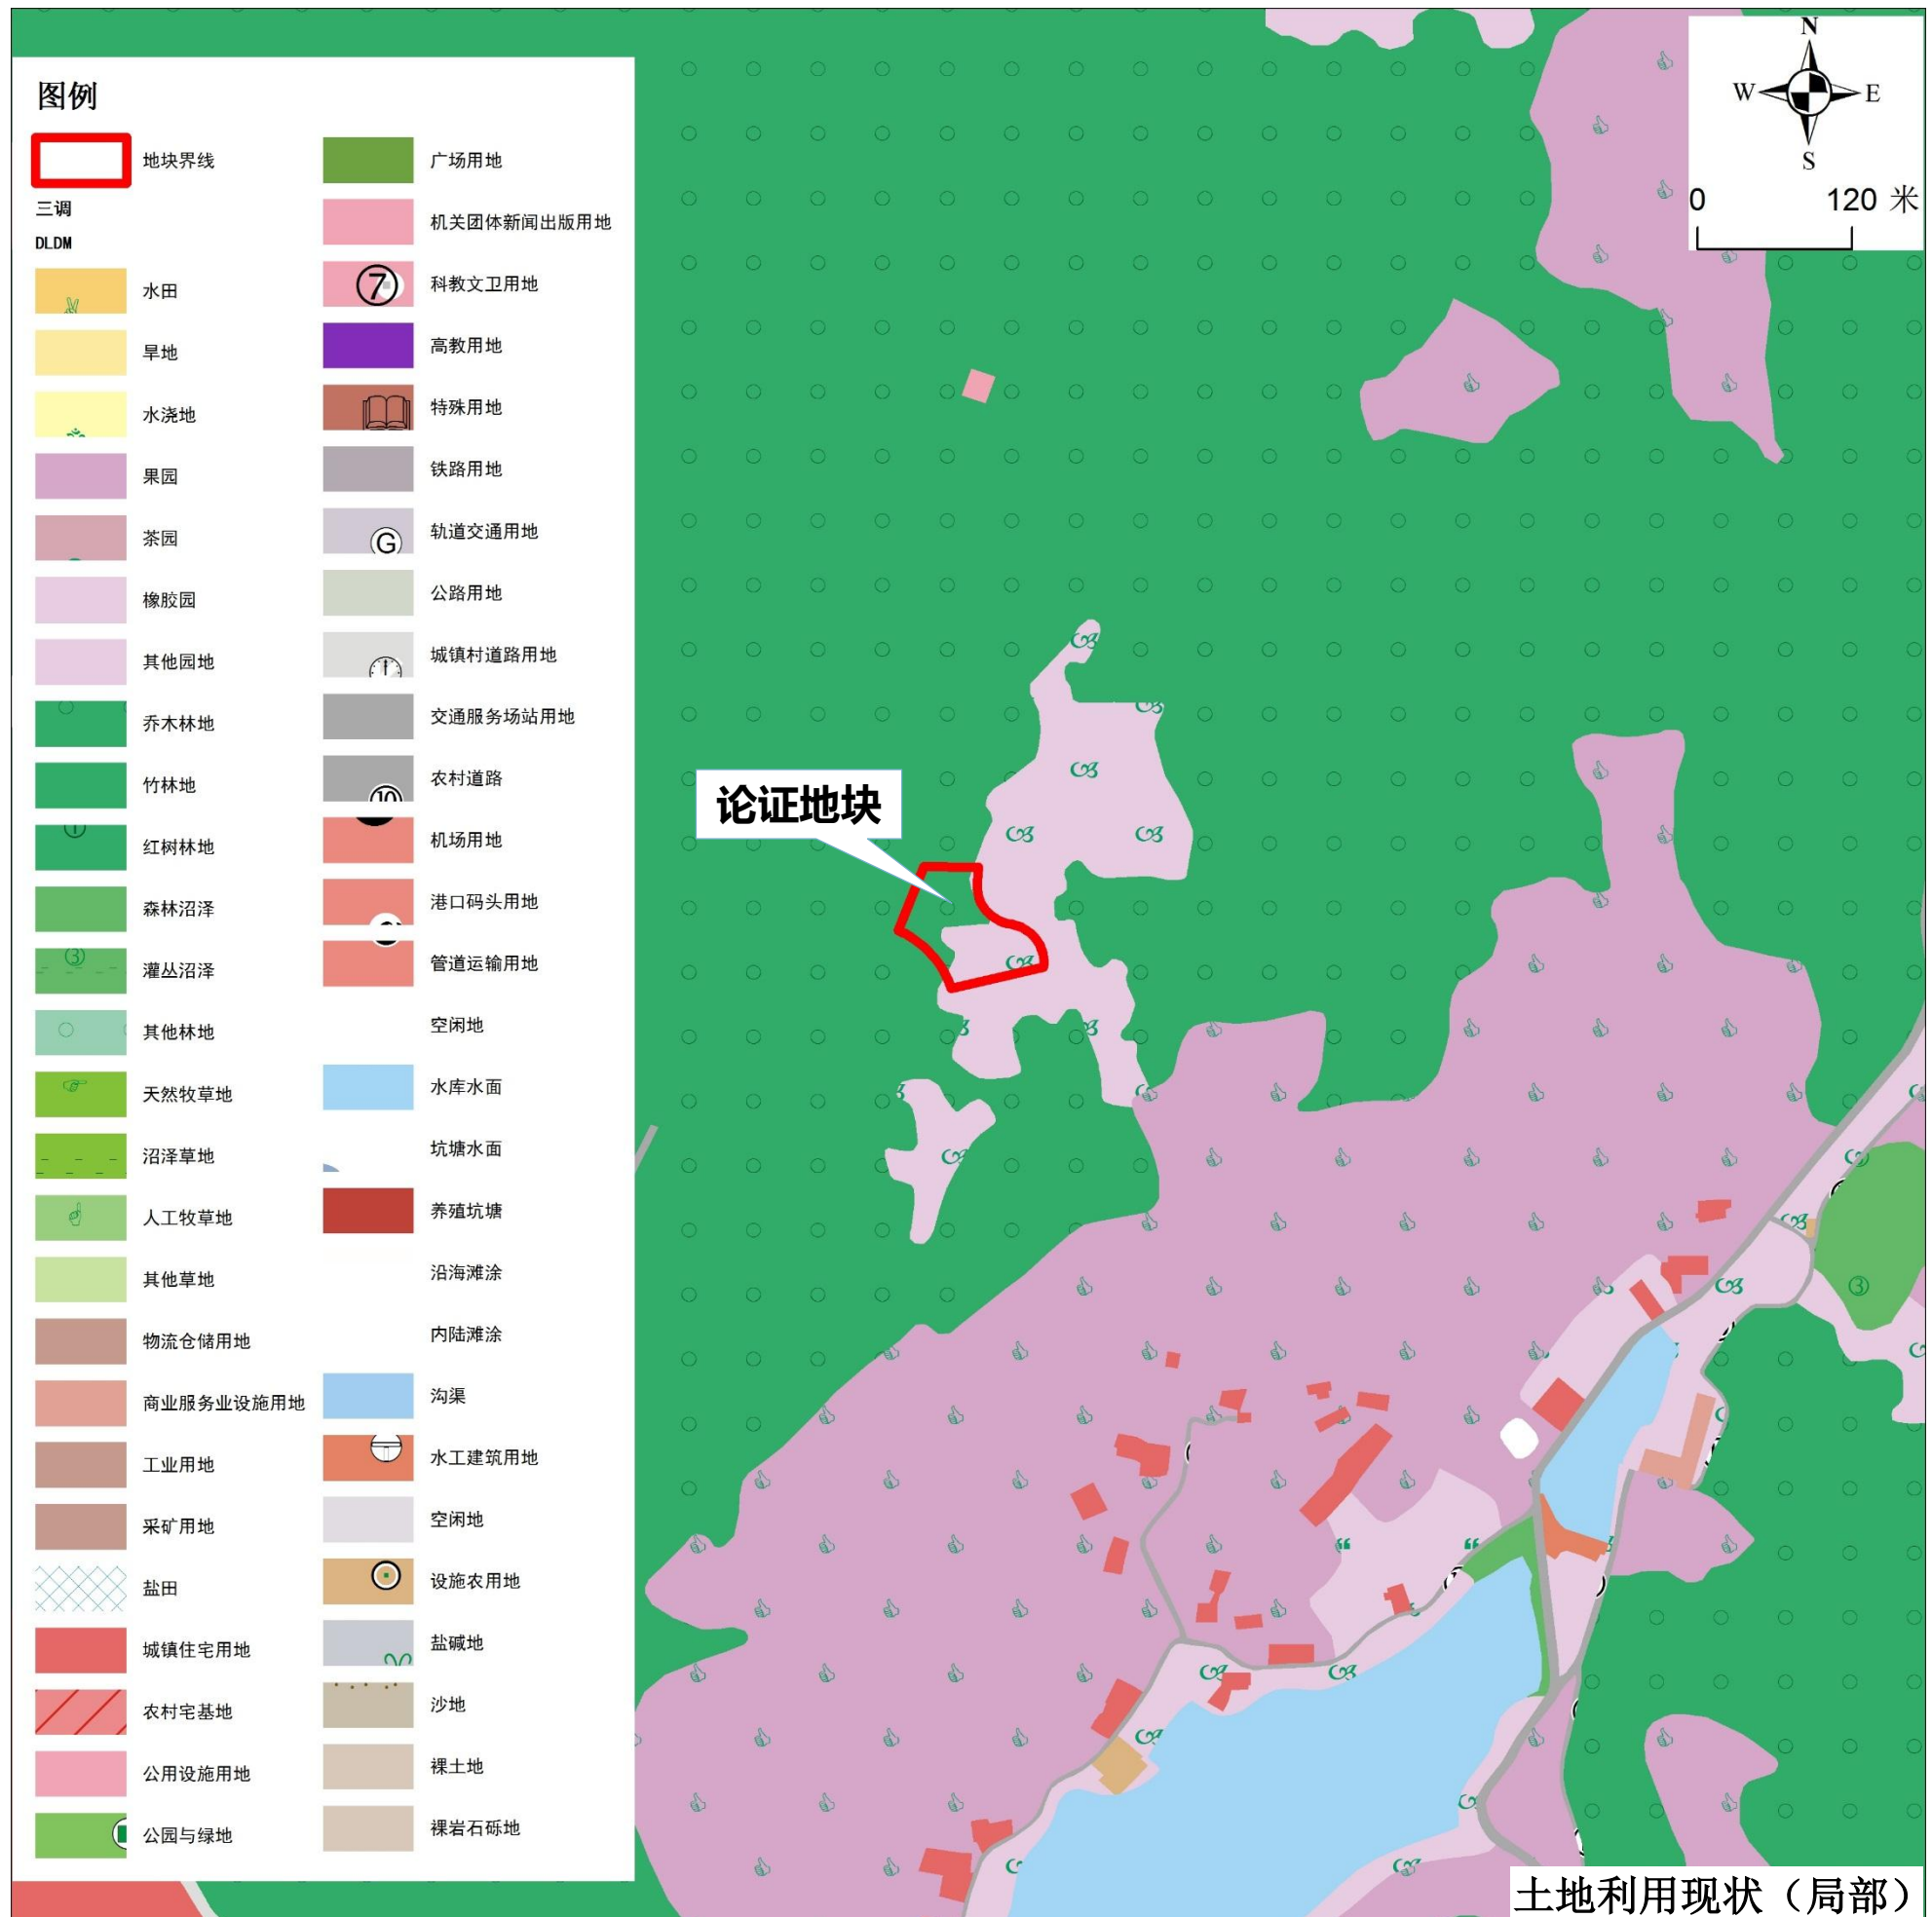 图例
地块界线
三调
DLDM
水田
旱地
水浇地
果园
茶园
橡胶园
其他园地
乔木林地
竹林地
红树林地
森林沼泽
灌丛沼泽
其他林地
天然牧草地
沼泽草地
人工牧草地
其他草地
物流仓储用地
商业服务业设施用地
工业用地
采矿用地
盐田
城镇住宅用地
农村宅基地
公用设施用地
公园与绿地
广场用地
机关团体新闻出版用地
科教文卫用地
高教用地
特殊用地
铁路用地
轨道交通用地
公路用地
城镇村道路用地
交通服务场站用地
农村道路
机场用地
港口码头用地
管道运输用地
空闲地
水库水面
坑塘水面
养殖坑塘
沿海滩涂
内陆滩涂
沟渠
水工建筑用地
空闲地
设施农用地
盐碱地
沙地
裸土地
裸岩石砾地
论证地块
N
W E
S
0 120 米
土地利用现状（局部）